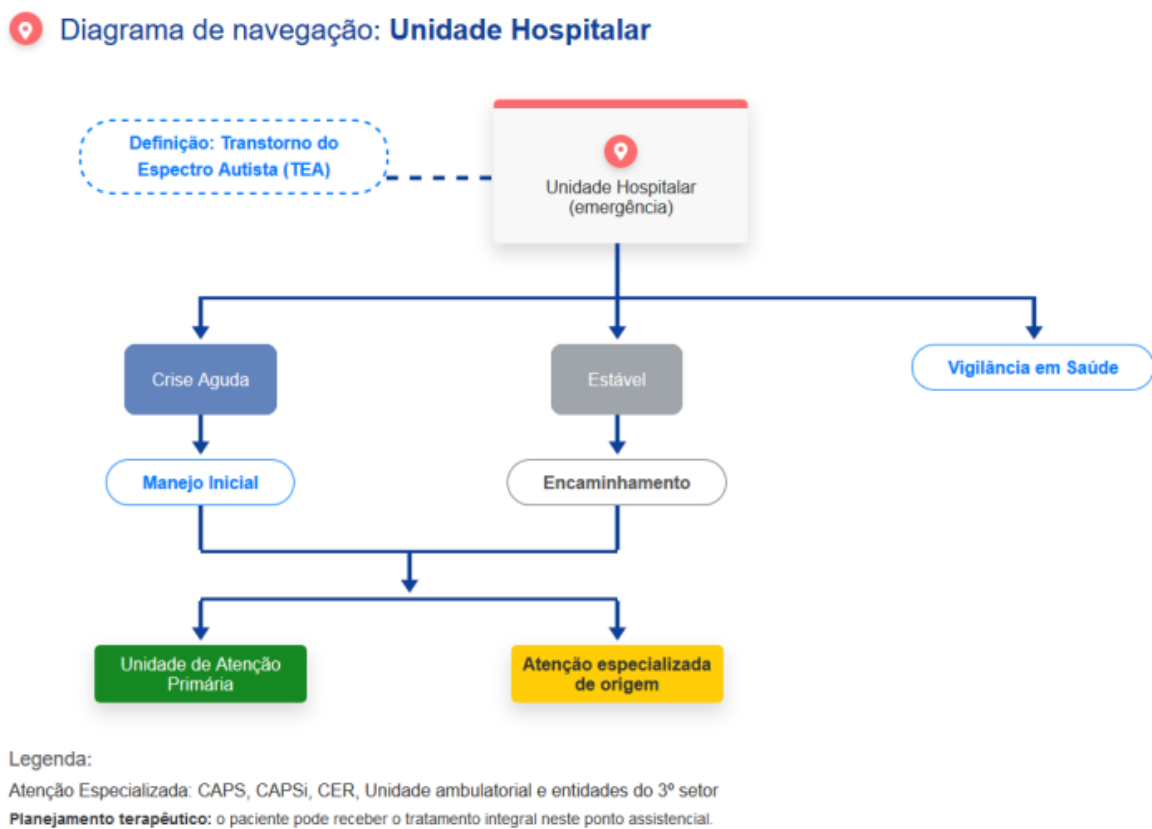 Diagrama de navegação: Unidade Hospitalar
Definição: Transtorno do
Espectro Autista (TEA)
Unidade Hospitalar
(emergência)
Crise Aguda
Estável
Vigilância em Saúde
Manejo Inicial
Encaminhamento
Unidade de Atenção
Primária
Atenção especializada
de origem
Legenda:
Atenção Especializada: CAPS, CAPSi, CER, Unidade ambulatorial e entidades do 3º setor
Planejamento terapêutico: o paciente pode receber o tratamento integral neste ponto assistencial.